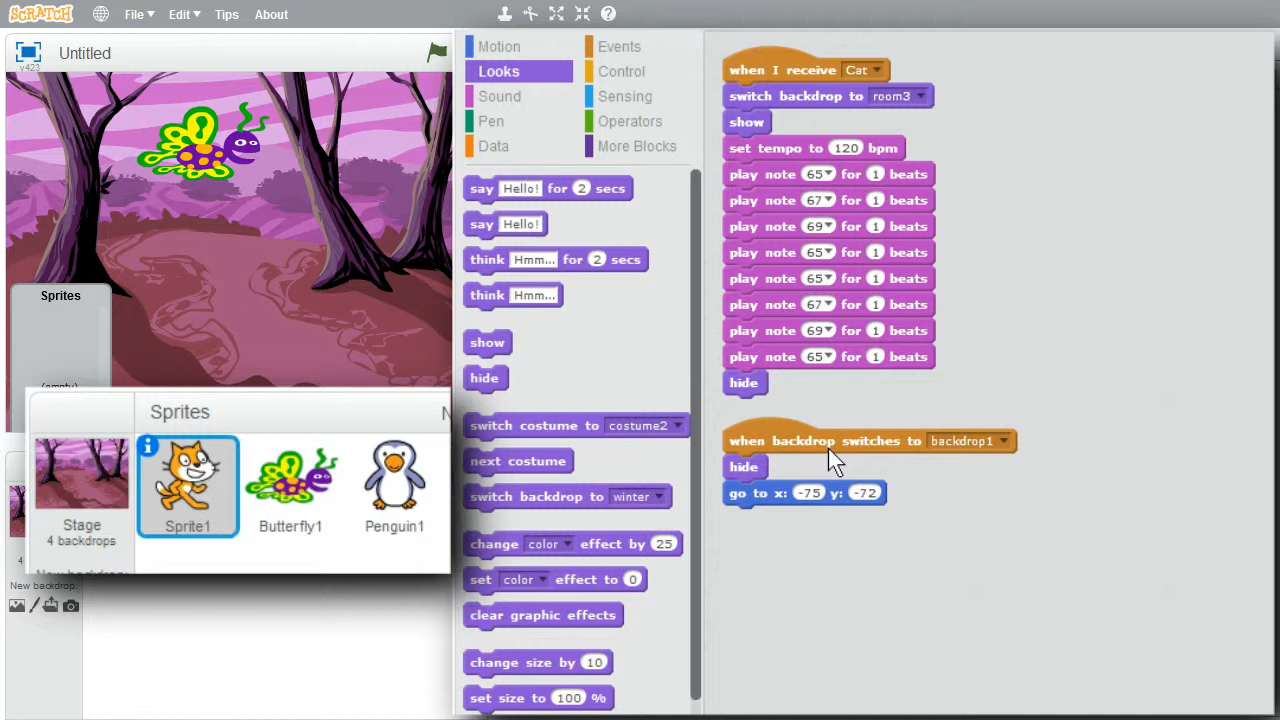 SCRATCH File Edit Tips About
Untitled
v423
Sprites
(empty)
Sprites N
Stage
4 backdrops
Sprite1
Butterfly1
Penguin1
4
New backdrop:
Motion Events
Looks Control
Sound Sensing
Pen Operators
Data More Blocks
say Hello! for 2 secs
say Hello!
think Hmm... for 2 secs
think Hmm...
show
hide
switch costume to costume2
next costume
switch backdrop to winter
change color effect by 25
set color effect to 0
clear graphic effects
change size by 10
set size to 100 %
when I receive Cat
switch backdrop to room3
show
set tempo to 120 bpm
play note 65 for 1 beats
play note 67 for 1 beats
play note 69 for 1 beats
play note 65 for 1 beats
play note 65 for 1 beats
play note 67 for 1 beats
play note 69 for 1 beats
play note 65 for 1 beats
hide
when backdrop switches to backdrop1
hide
go to x: -75 y: -72